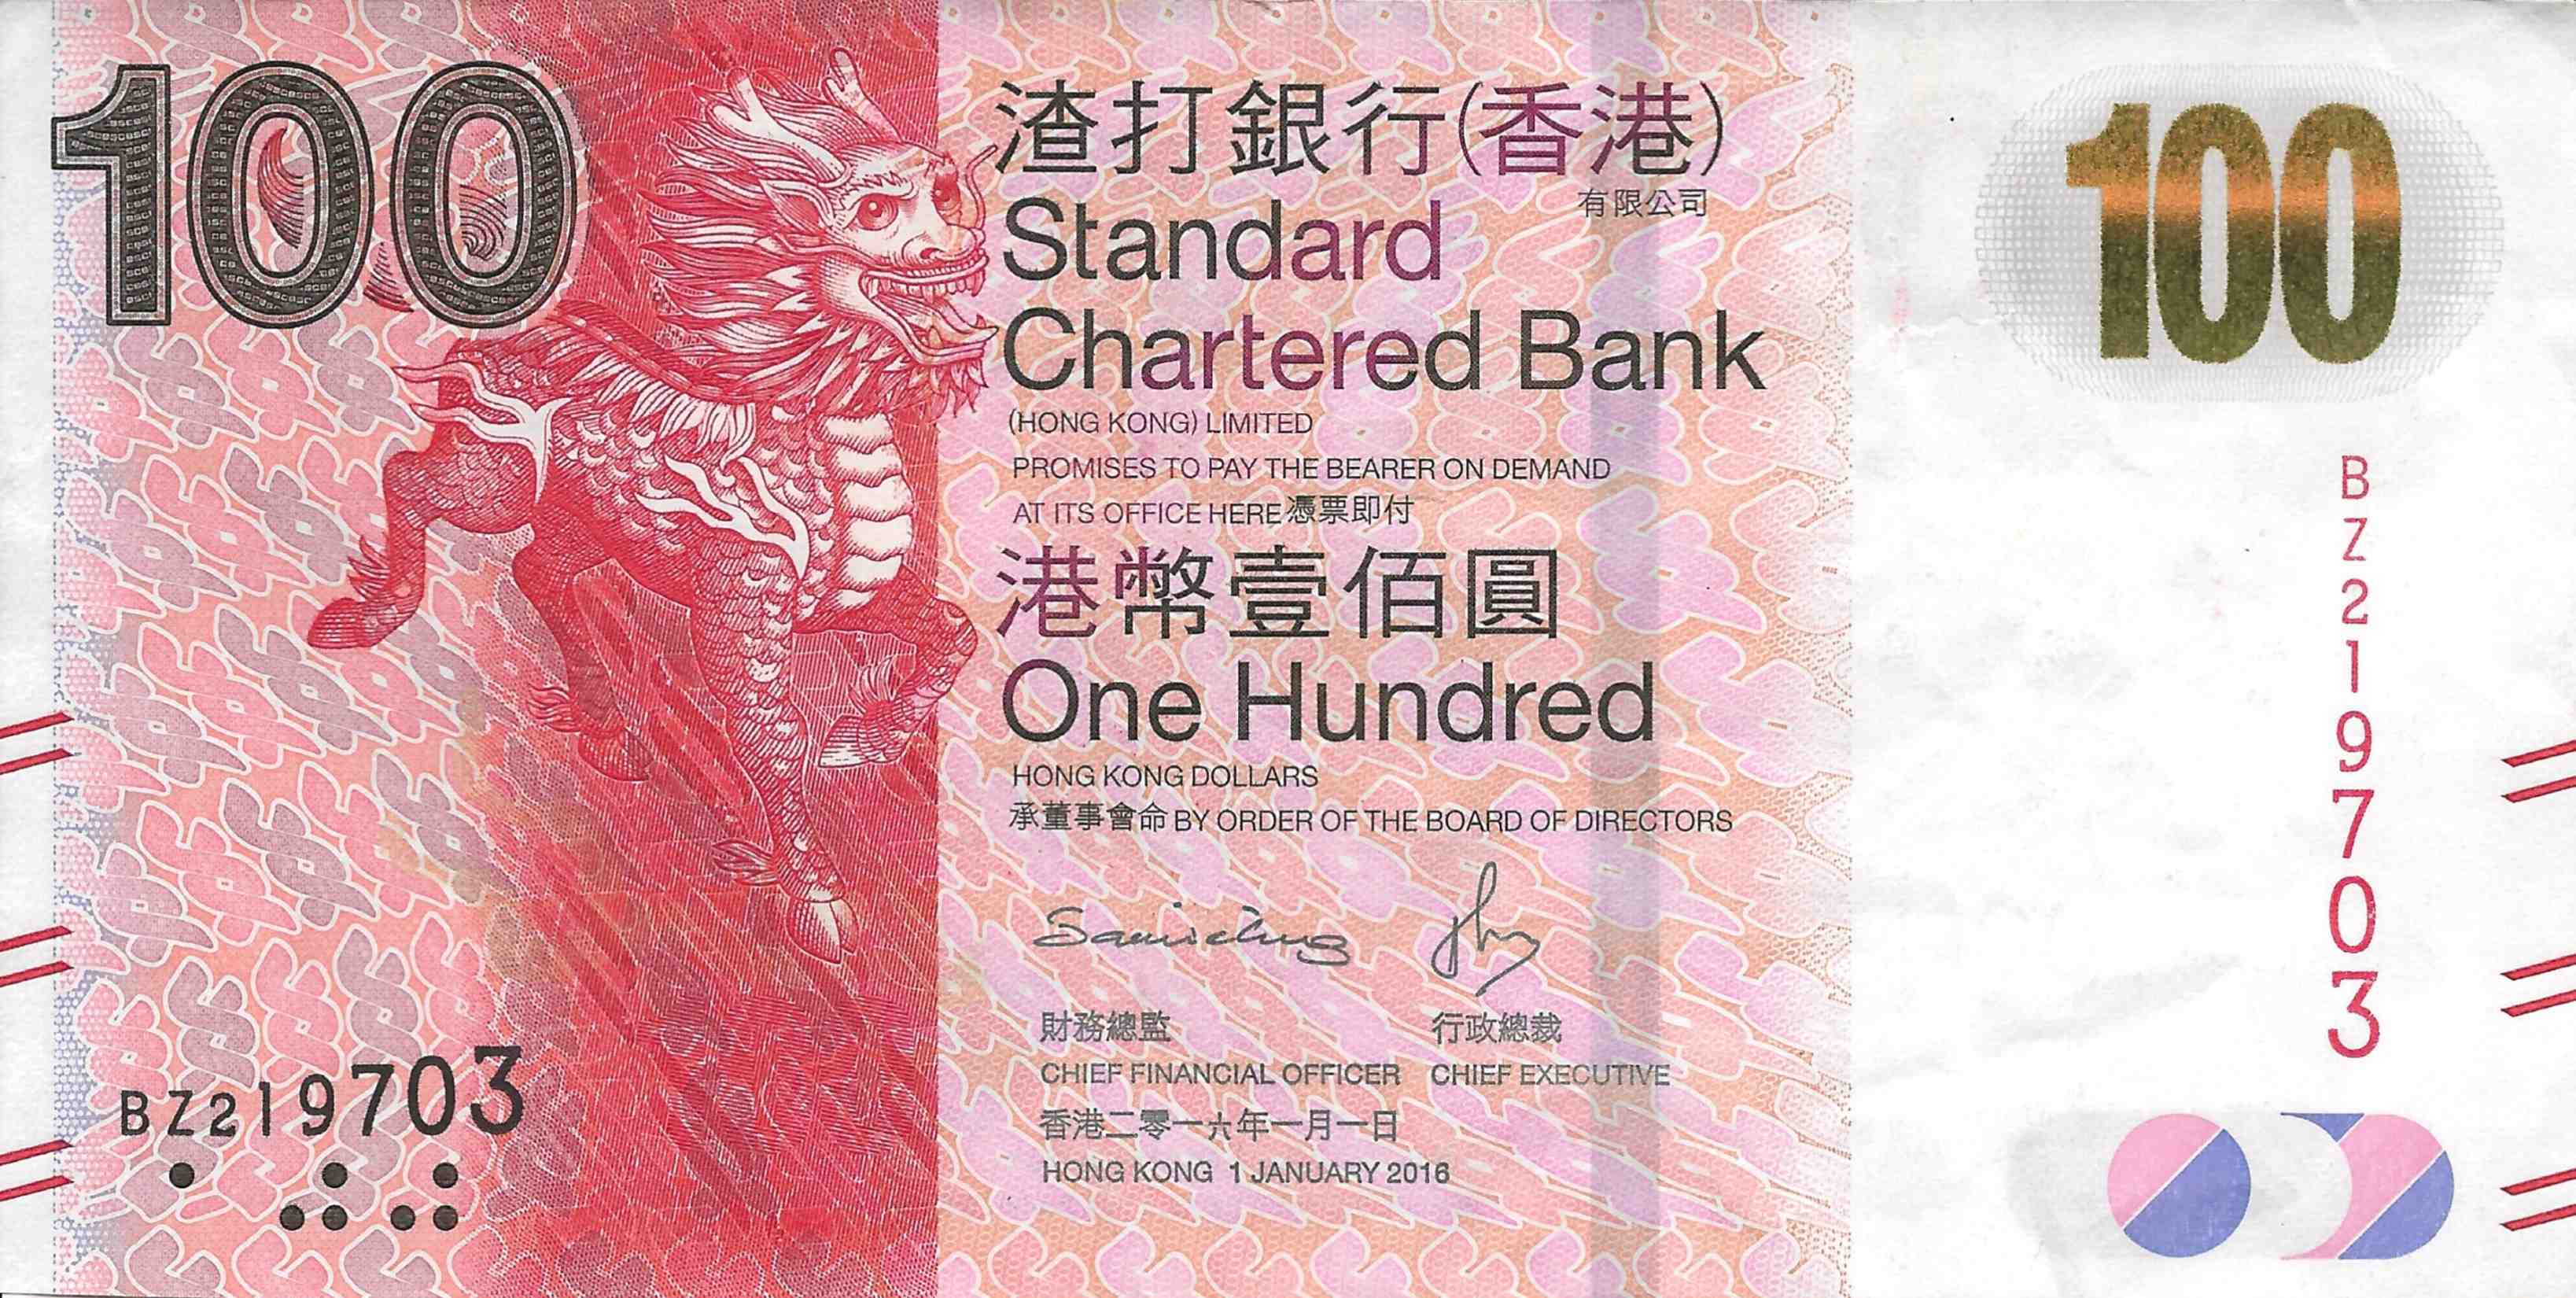 100
渣打銀行(香港)
有限公司
Standard
Chartered Bank
(HONG KONG) LIMITED
PROMISES TO PAY THE BEARER ON DEMAND
AT ITS OFFICE HERE憑票即付
港幣壹佰圓
One Hundred
HONG KONG DOLLARS
承董事會命 BY ORDER OF THE BOARD OF DIRECTORS
財務總監 行政總裁
CHIEF FINANCIAL OFFICER CHIEF EXECUTIVE
香港二零一六年一月一日
HONG KONG 1 JANUARY 2016
BZ219703
100
BZ219703